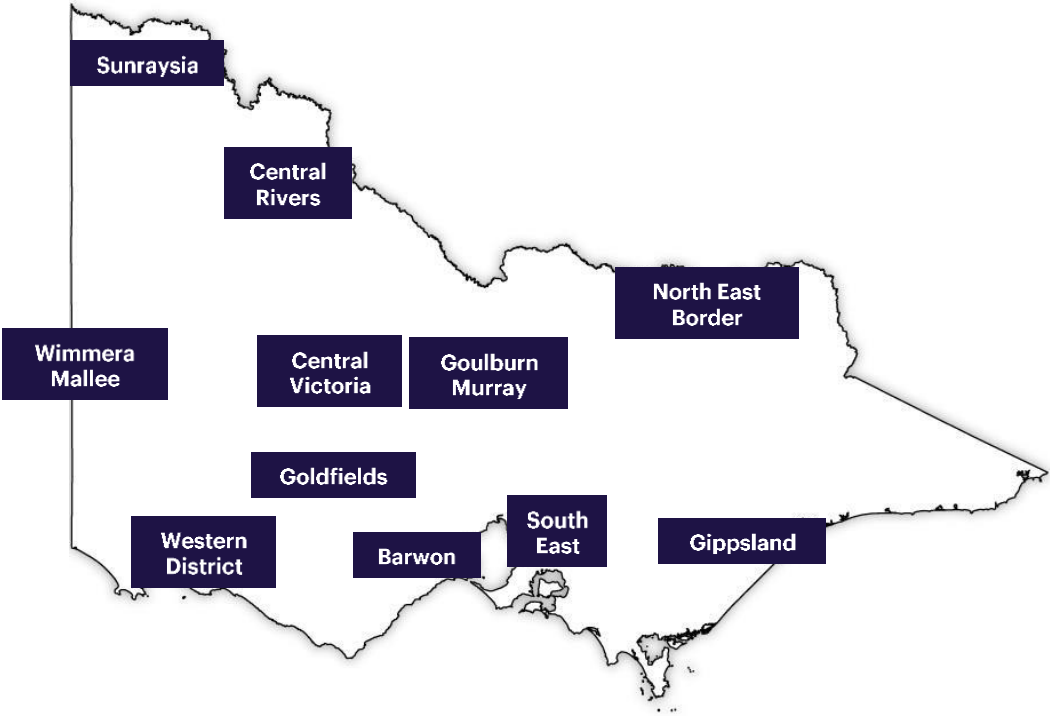 Sunraysia
Central
Rivers
North East
Border
Wimmera
Mallee
Central
Victoria
Goulburn
Murray
Goldfields
South
East
Western
District
Barwon
Gippsland